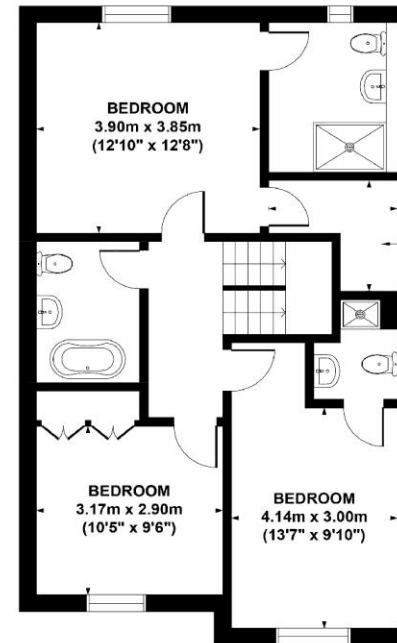 BEDROOM
3.90m x 3.85m
(12'10" x 12'8")
BEDROOM
3.17m x 2.90m
(10'5" x 9'6")
BEDROOM
4.14m x 3.00m
(13'7" x 9'10")